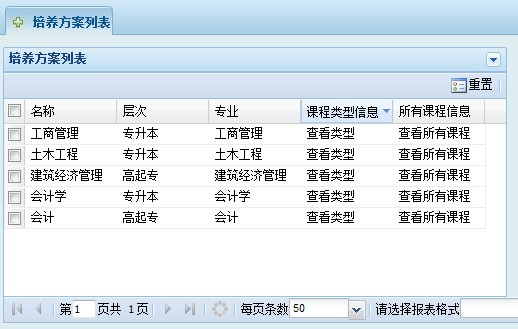 培养方案列表
培养方案列表
重置
名称 层次 专业 课程类型信息 所有课程信息
工商管理 专升本 工商管理 查看类型 查看所有课程
土木工程 专升本 土木工程 查看类型 查看所有课程
建筑经济管理 高起专 建筑经济管理 查看类型 查看所有课程
会计学 专升本 会计学 查看类型 查看所有课程
会计 高起专 会计 查看类型 查看所有课程
第 1 页共 1页 每页条数 50 请选择报表格式